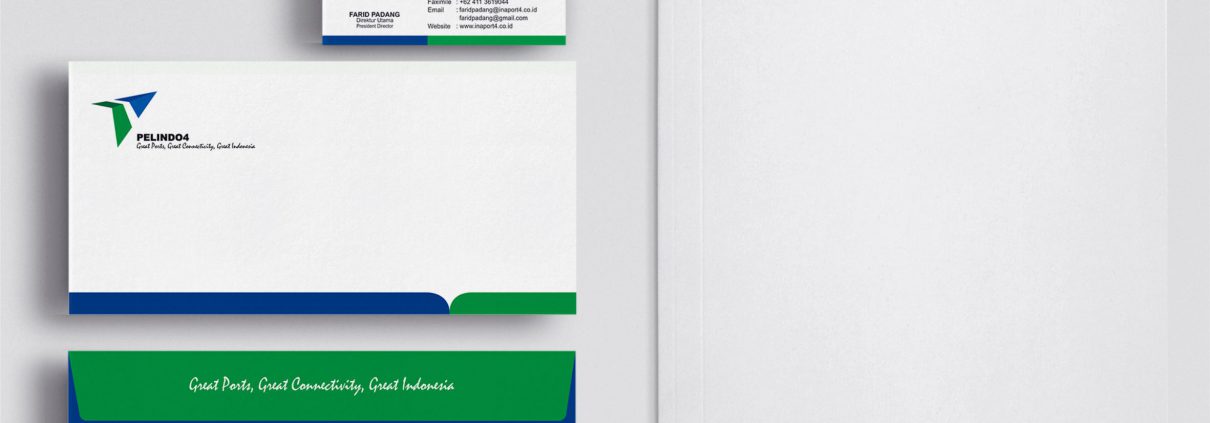 Faximile : +62 411 3619044
FARID PADANG
Direktur Utama
President Director
Email : faridpadang@inaport4.co.id
faridpadang@gmail.com
Website : www.inaport4.co.id
PELINDO4
Great Ports, Great Connectivity, Great Indonesia
Great Ports, Great Connectivity, Great Indonesia